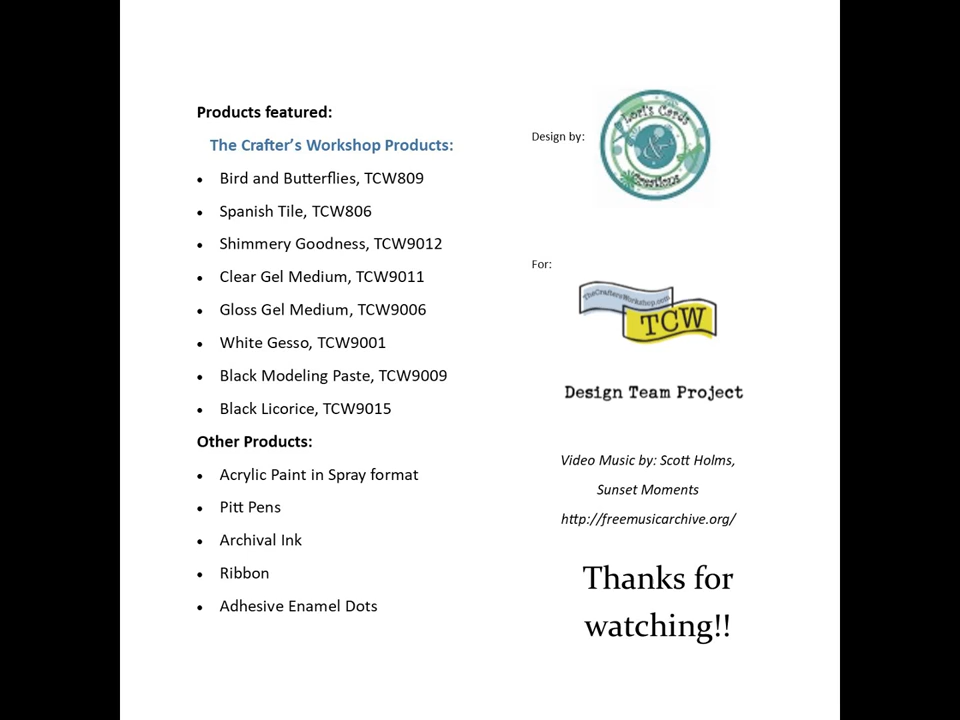 Products featured:
The Crafter's Workshop Products:
• Bird and Butterflies, TCW809
• Spanish Tile, TCW806
• Shimmery Goodness, TCW9012
• Clear Gel Medium, TCW9011
• Gloss Gel Medium, TCW9006
• White Gesso, TCW9001
• Black Modeling Paste, TCW9009
• Black Licorice, TCW9015
Other Products:
• Acrylic Paint in Spray format
• Pitt Pens
• Archival Ink
• Ribbon
• Adhesive Enamel Dots
Design by:
Lori's Cards
&
Creations
For:
TheCraftersWorkshop.com
TCW
Design Team Project
Video Music by: Scott Holms,
Sunset Moments
http://freemusicarchive.org/
Thanks for
watching!!